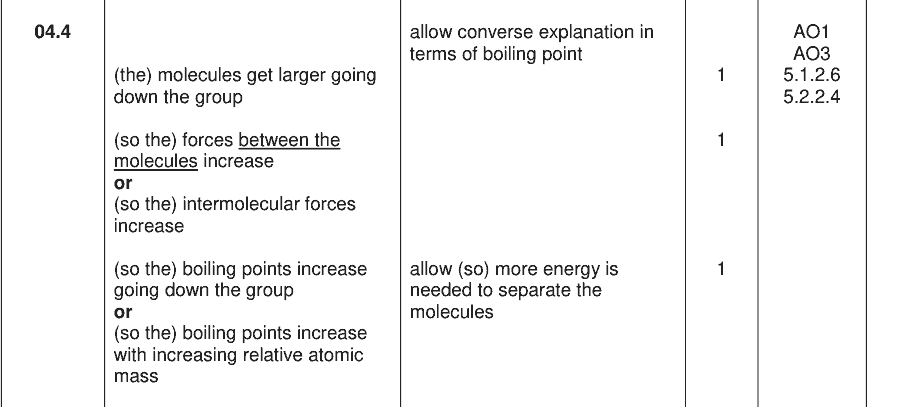 04.4
allow converse explanation in
terms of boiling point
AO1
AO3
(the) molecules get larger going
down the group
1
5.1.2.6
5.2.2.4
(so the) forces between the
molecules increase
or
(so the) intermolecular forces
increase
1
(so the) boiling points increase
going down the group
or
(so the) boiling points increase
with increasing relative atomic
mass
allow (so) more energy is
needed to separate the
molecules
1